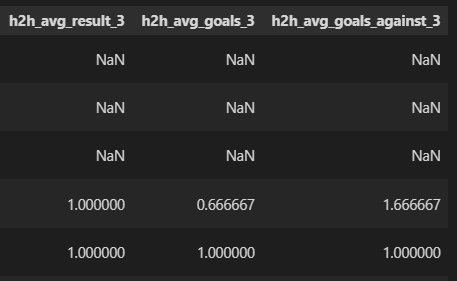 h2h_avg_result_3 h2h_avg_goals_3 h2h_avg_goals_against_3
NaN NaN NaN
NaN NaN NaN
NaN NaN NaN
1.000000 0.666667 1.666667
1.000000 1.000000 1.000000